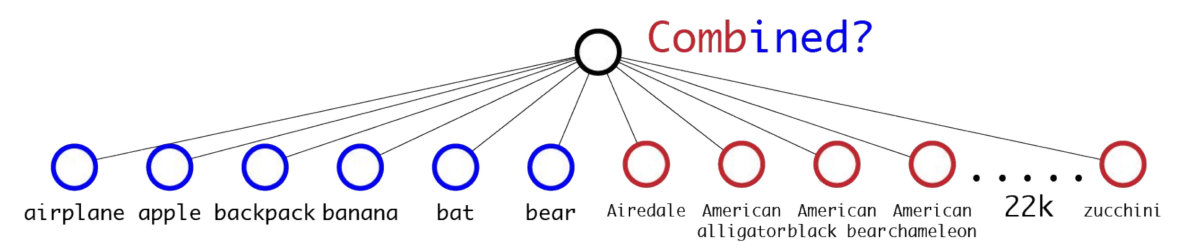 Combined?
airplane apple backpack banana bat bear Airedale American American American 22k zucchini
alligator black bear chameleon